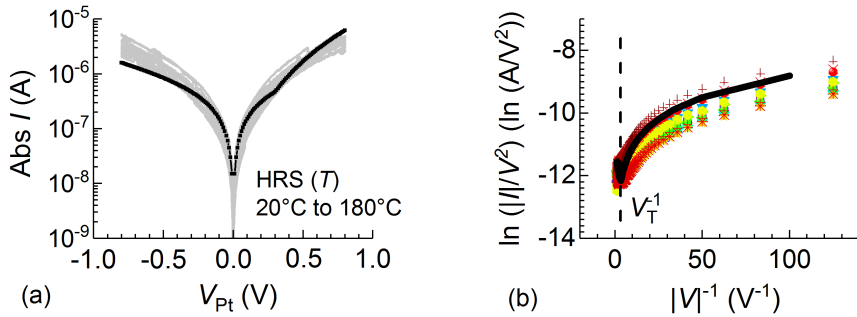 10⁻⁵
10⁻⁶
10⁻⁷
10⁻⁸
10⁻⁹
Abs I (A)
HRS (T)
20°C to 180°C
-1.0 -0.5 0.0 0.5 1.0
V_Pt (V)
(a)
-8
-10
-12
-14
ln (|I|/V²) (ln (A/V²))
V_T⁻¹
0 50 100
|V|⁻¹ (V⁻¹)
(b)